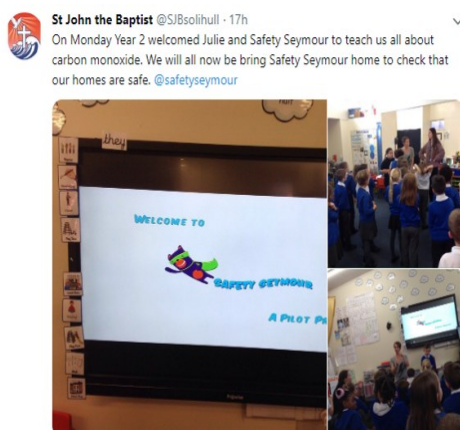 St John the Baptist @SJBsolihull · 17h
On Monday Year 2 welcomed Julie and Safety Seymour to teach us all about
carbon monoxide. We will all now be bring Safety Seymour home to check that
our homes are safe. @safetyseymour
FRUIT
they
WELCOME TO
SAFETY SEYMOUR
A PILOT